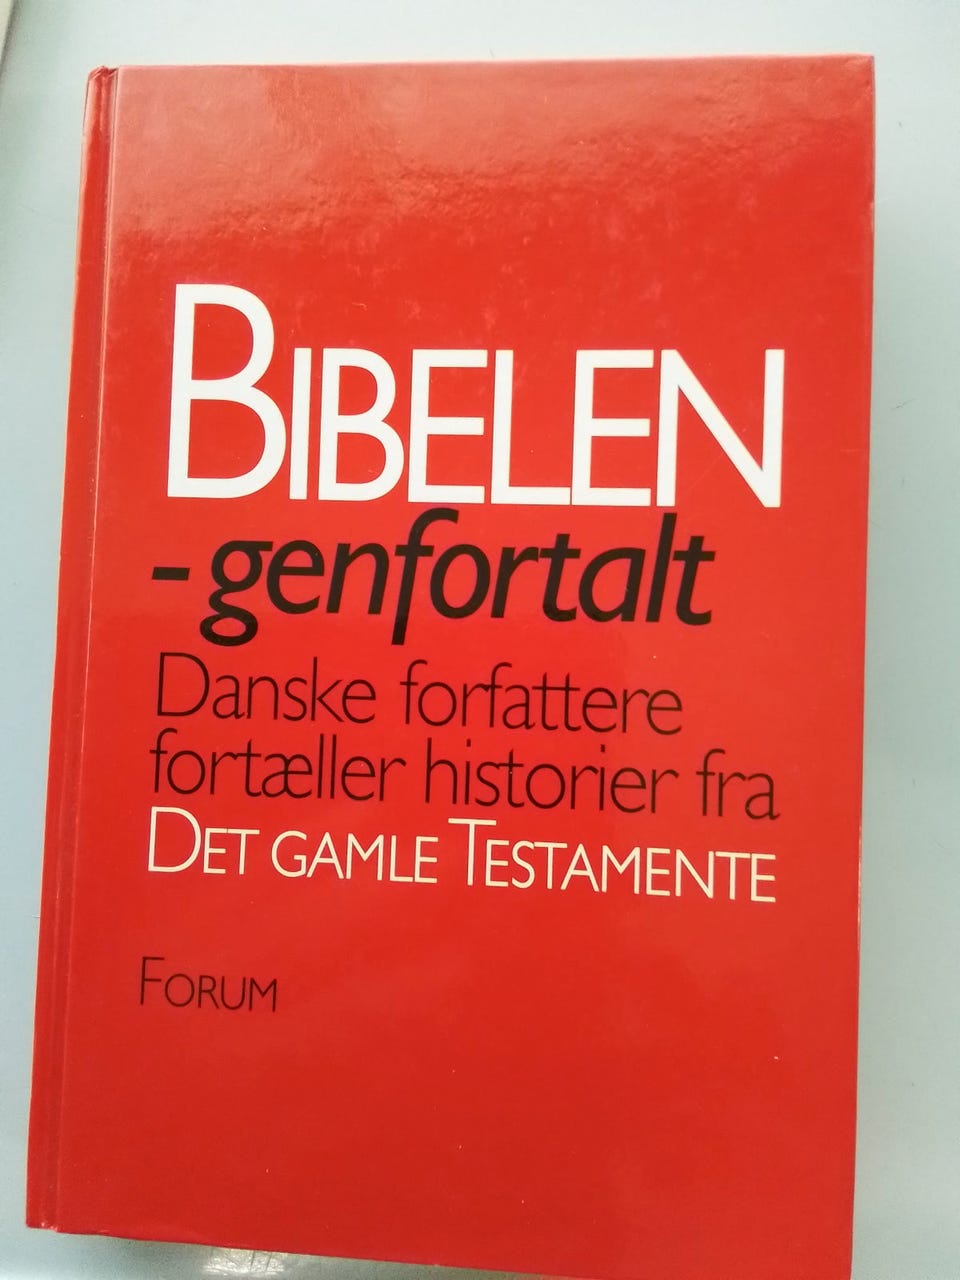 BIBELEN
- genfortalt
Danske forfattere
fortæller historier fra
DET GAMLE TESTAMENTE
FORUM